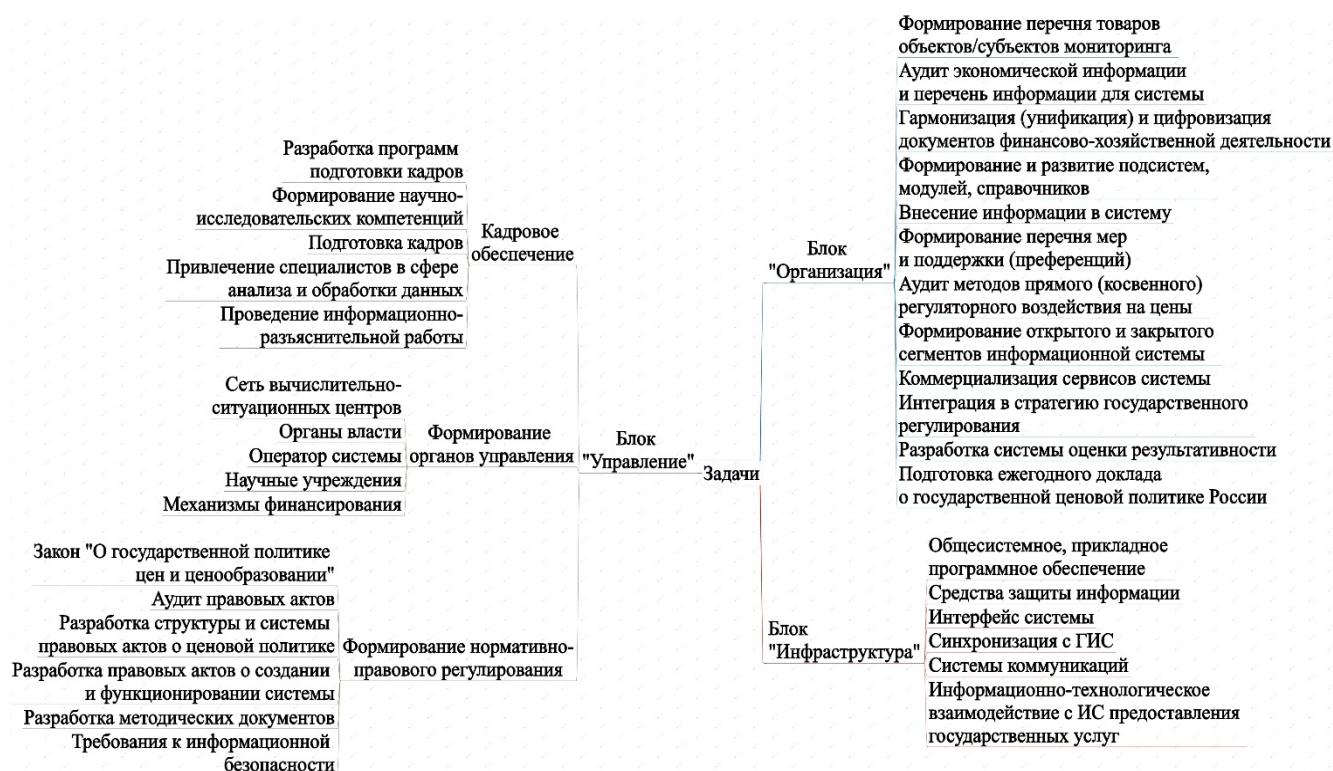 Разработка программ
подготовки кадров
Формирование научно-
исследовательских компетенций
Подготовка кадров
Привлечение специалистов в сфере
анализа и обработки данных
Проведение информационно-
разъяснительной работы
Кадровое
обеспечение
Сеть вычислительно-
ситуационных центров
Органы власти
Оператор системы
Научные учреждения
Механизмы финансирования
Формирование
органов управления
Закон "О государственной политике
цен и ценообразовании"
Аудит правовых актов
Разработка структуры и системы
правовых актов о ценовой политике
Разработка правовых актов о создании
и функционировании системы
Разработка методических документов
Требования к информационной
безопасности
Формирование нормативно-
правового регулирования
Блок
"Управление"
Задачи
Блок
"Организация"
Формирование перечня товаров
объектов/субъектов мониторинга
Аудит экономической информации
и перечень информации для системы
Гармонизация (унификация) и цифровизация
документов финансово-хозяйственной деятельности
Формирование и развитие подсистем,
модулей, справочников
Внесение информации в систему
Формирование перечня мер
и поддержки (преференций)
Аудит методов прямого (косвенного)
регуляторного воздействия на цены
Формирование открытого и закрытого
сегментов информационной системы
Коммерциализация сервисов системы
Интеграция в стратегию государственного
регулирования
Разработка системы оценки результативности
Подготовка ежегодного доклада
о государственной ценовой политике России
Блок
"Инфраструктура"
Общесистемное, прикладное
программное обеспечение
Средства защиты информации
Интерфейс системы
Синхронизация с ГИС
Системы коммуникаций
Информационно-технологическое
взаимодействие с ИС предоставления
государственных услуг